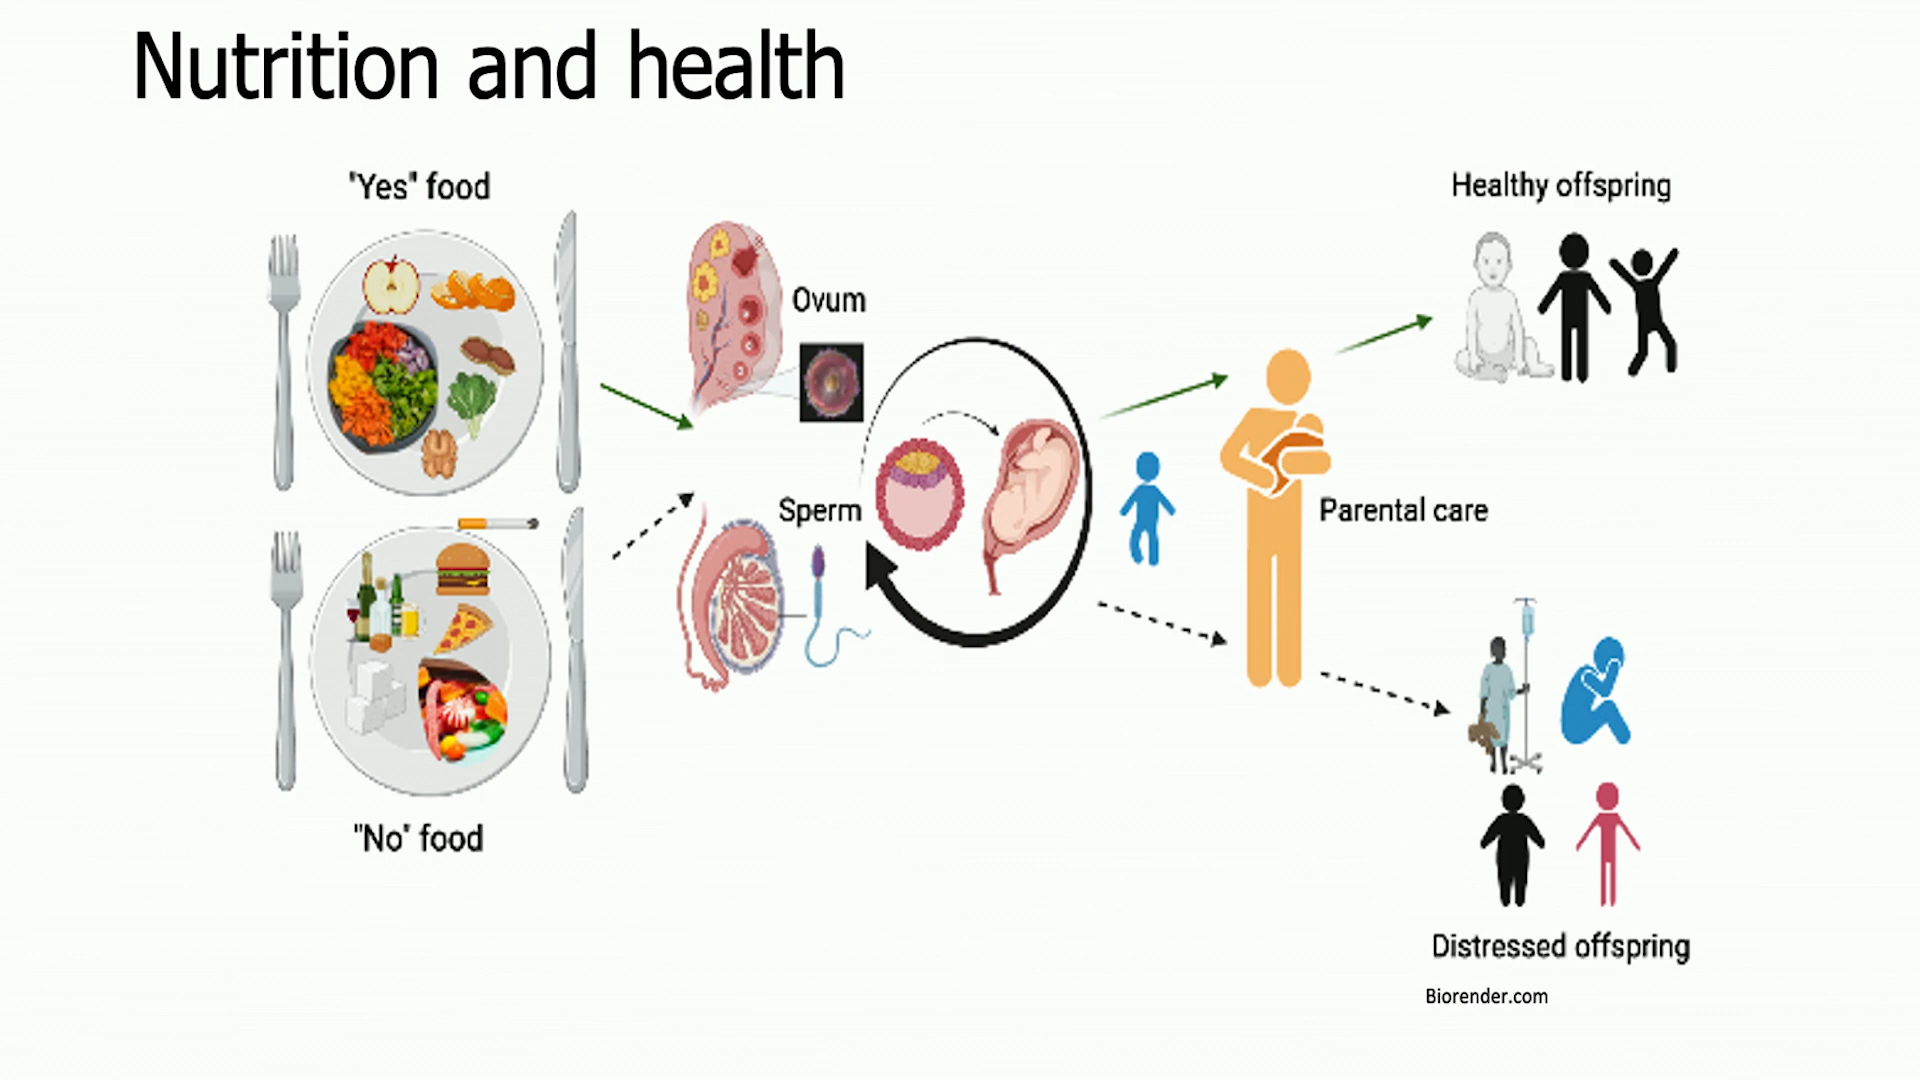 Nutrition and health
"Yes" food
Healthy offspring
Ovum
Sperm
Parental care
"No" food
Distressed offspring
Biorender.com